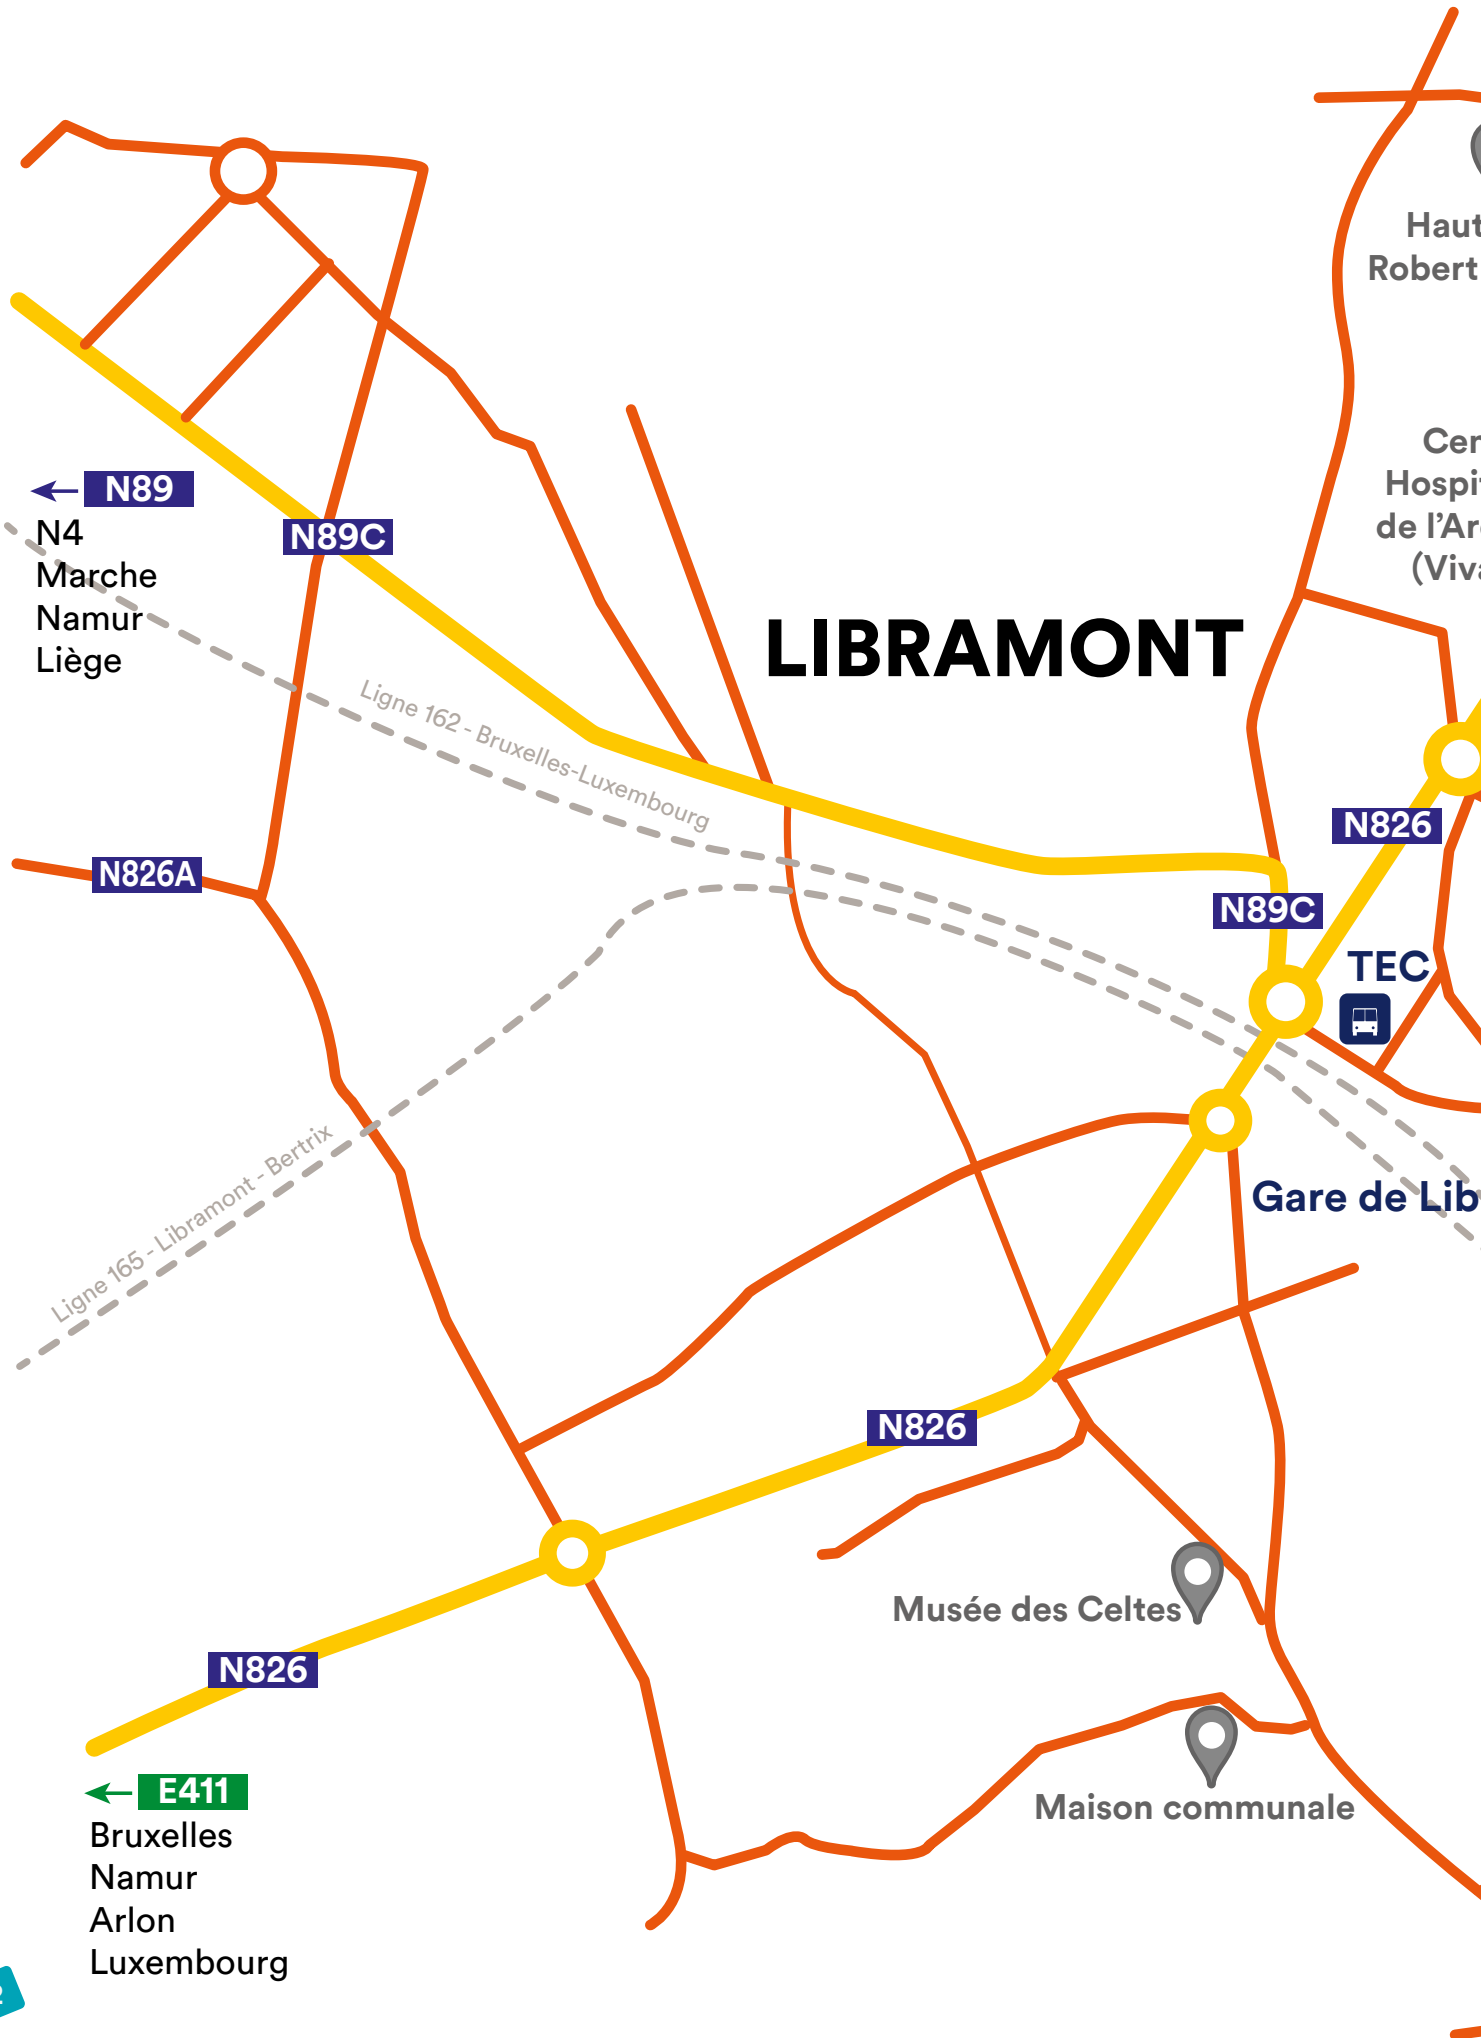 Haut
Robert
Cen
Hospi
de l'Ar
(Viva
N89
N4
Marche
Namur
Liège
N89C
LIBRAMONT
Ligne 162 - Bruxelles-Luxembourg
N826
N826A
N89C
TEC
Ligne 165 - Libramont - Bertrix
Gare de Lib
N826
Musée des Celtes
N826
E411
Bruxelles
Namur
Arlon
Luxembourg
Maison communale